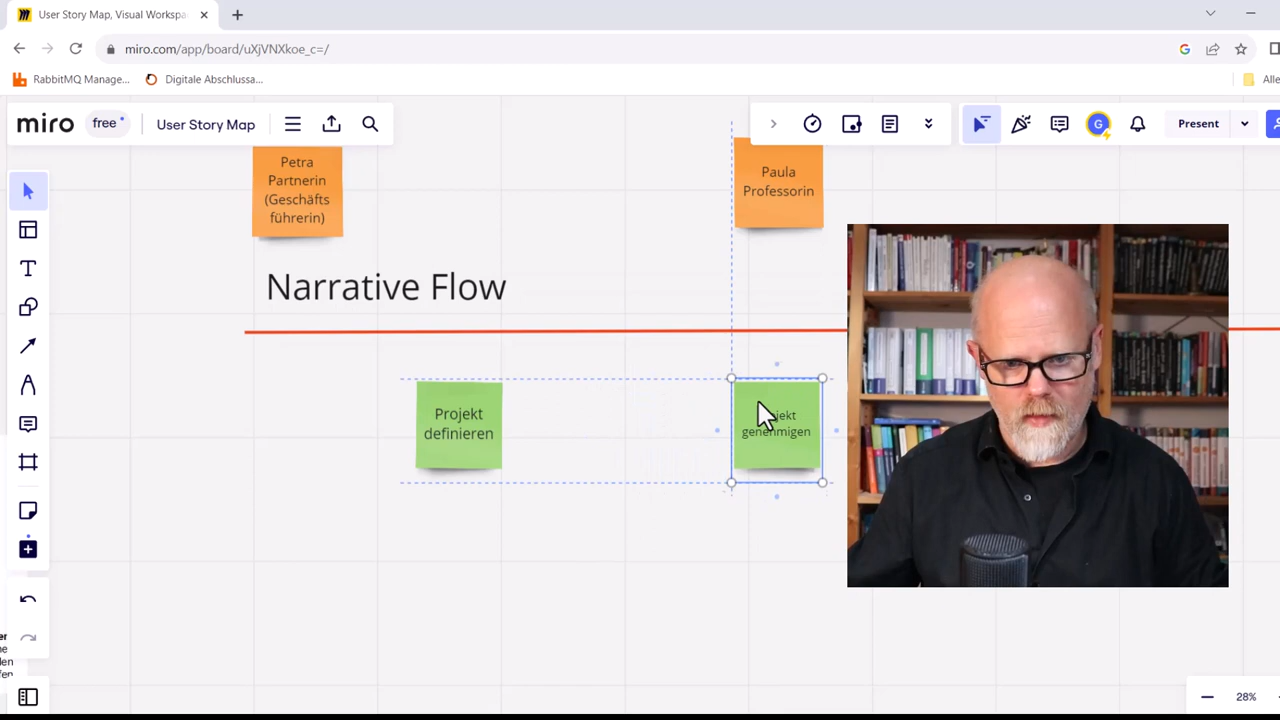 User Story Map, Visual Workspa
miro.com/app/board/uXjVNXkoe_c=/
RabbitMQ Manage...
Digitale Abschlussa...
Alle
miro
free
User Story Map
Present
Petra
Partnerin
(Geschäfts
führerin)
Paula
Professorin
Narrative Flow
Projekt
definieren
genehmigen
G
28%